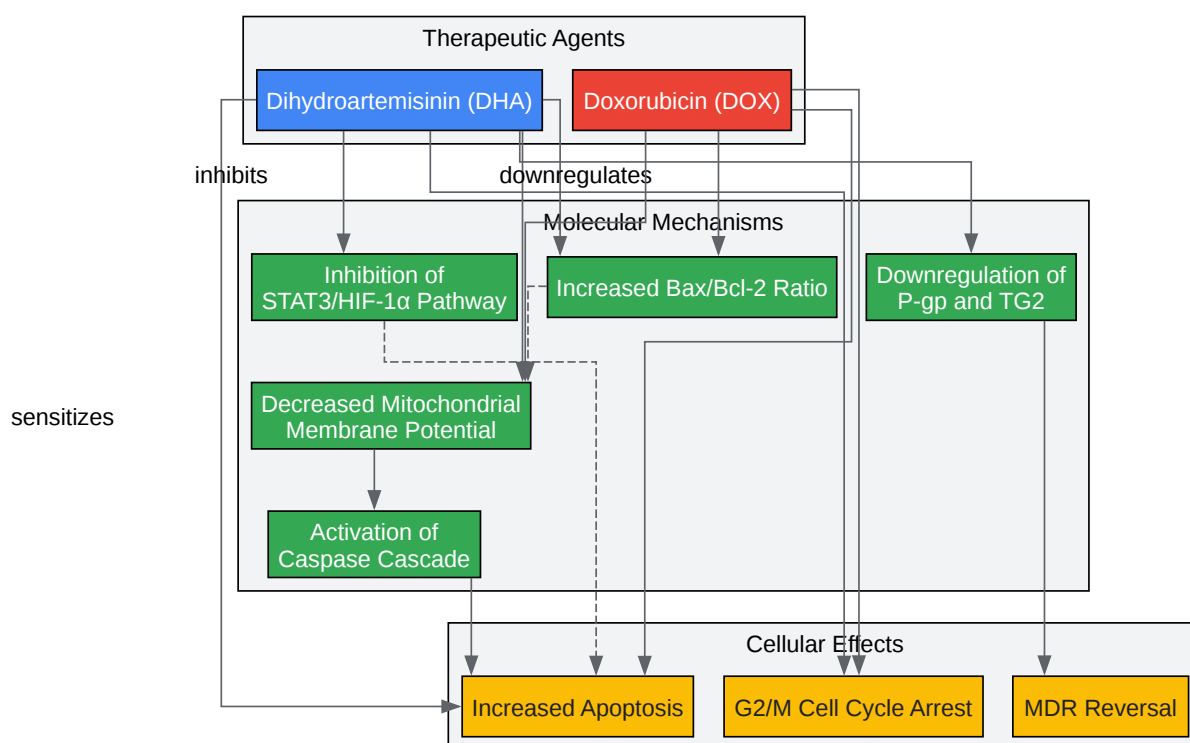 Therapeutic Agents
Dihydroartemisinin (DHA)
Doxorubicin (DOX)
inhibits
downregulates
Molecular Mechanisms
Inhibition of
STAT3/HIF-1α Pathway
Increased Bax/Bcl-2 Ratio
Downregulation of
P-gp and TG2
Decreased Mitochondrial
Membrane Potential
sensitizes
Activation of
Caspase Cascade
Cellular Effects
Increased Apoptosis
G2/M Cell Cycle Arrest
MDR Reversal